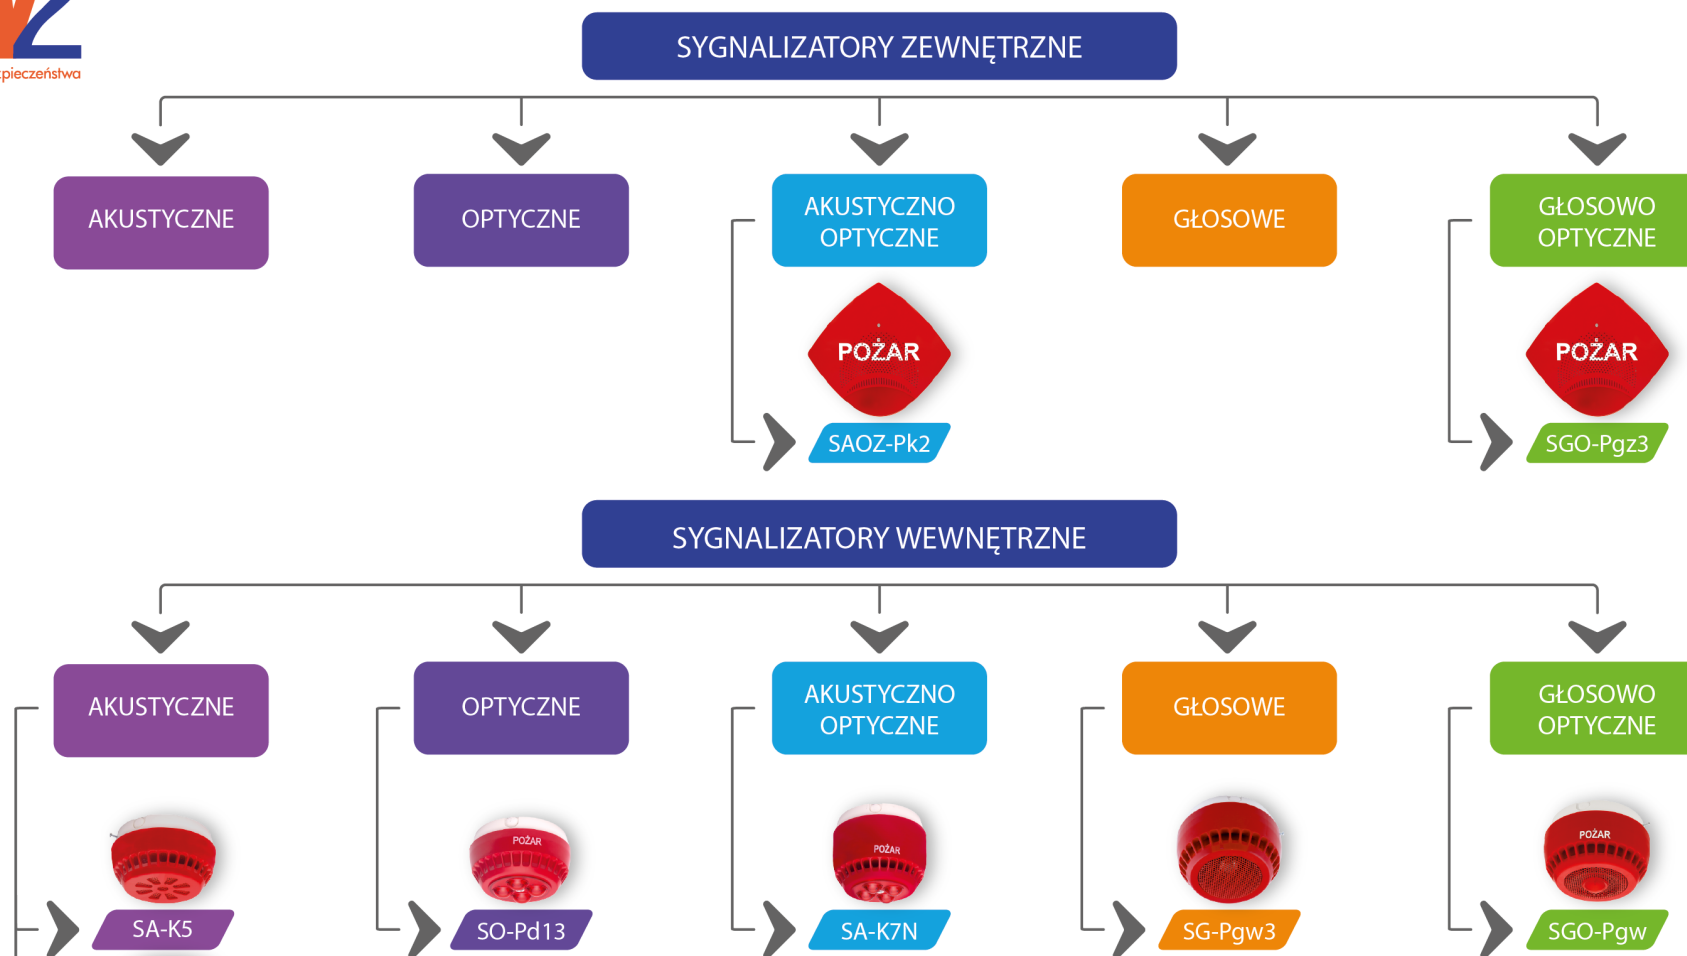 pieczeństwa
SYGNALIZATORY ZEWNĘTRZNE
AKUSTYCZNE
OPTYCZNE
AKUSTYCZNO
OPTYCZNE
GŁOSOWE
GŁOSOWO
OPTYCZNE
POŻAR
POŻAR
SAOZ-Pk2
SGO-Pgz3
SYGNALIZATORY WEWNĘTRZNE
AKUSTYCZNE
OPTYCZNE
AKUSTYCZNO
OPTYCZNE
GŁOSOWE
GŁOSOWO
OPTYCZNE
POŻAR
POŻAR
POŻAR
SA-K5
SO-Pd13
SA-K7N
SG-Pgw3
SGO-Pgw